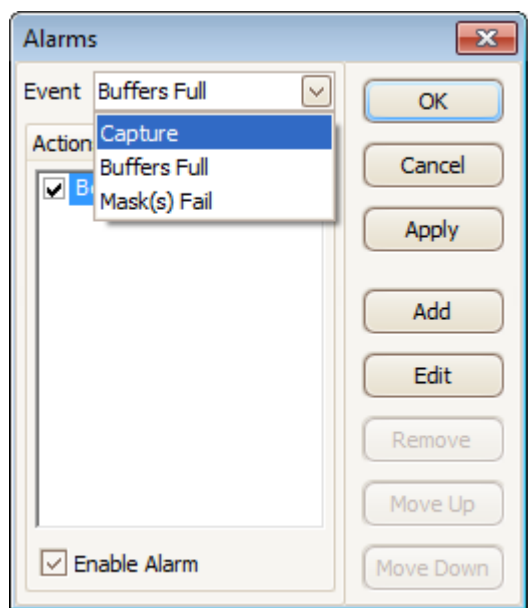 Alarms
Event Buffers Full
Capture
Buffers Full
Mask(s) Fail
Action
Enable Alarm
OK
Cancel
Apply
Add
Edit
Remove
Move Up
Move Down